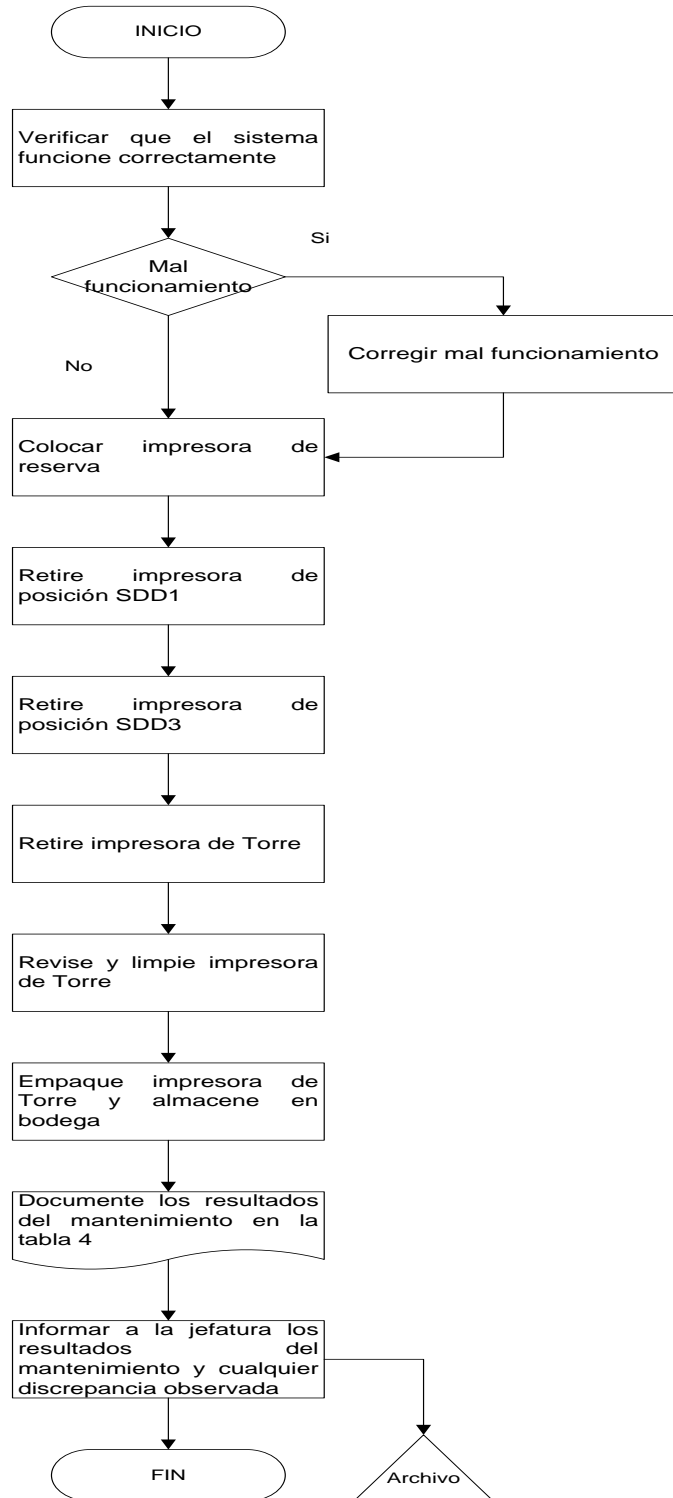 INICIO
Verificar que el sistema
funcione correctamente
Si
Mal
funcionamiento
Corregir mal funcionamiento
No
Colocar impresora de
reserva
Retire impresora de
posición SDD1
Retire impresora de
posición SDD3
Retire impresora de Torre
Revise y limpie impresora
de Torre
Empaque impresora de
Torre y almacene en
bodega
Documente los resultados
del mantenimiento en la
tabla 4
Informar a la jefatura los
resultados del
mantenimiento y cualquier
discrepancia observada
FIN
Archivo